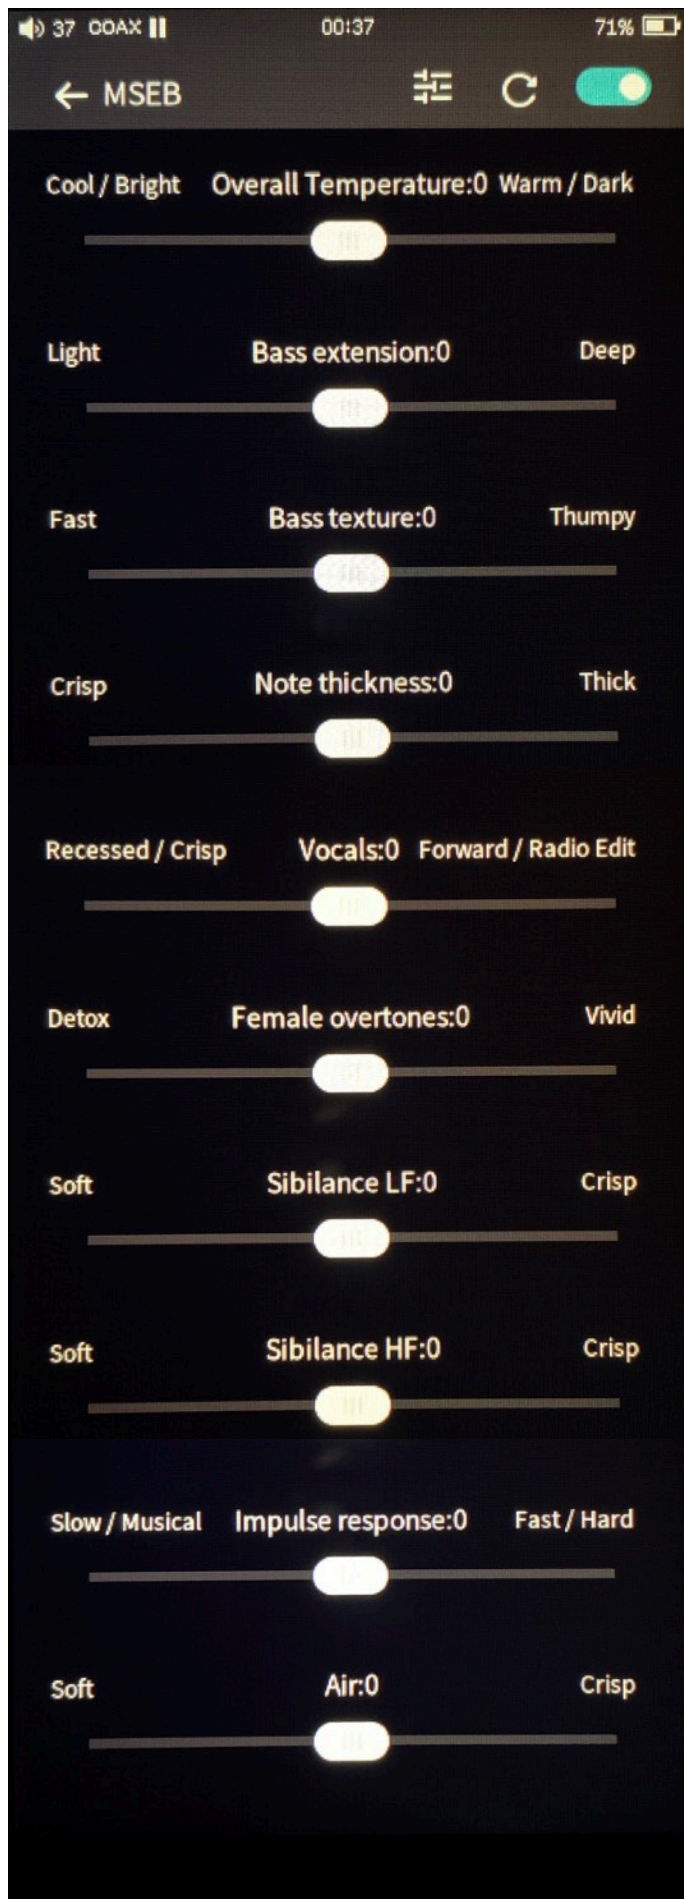 37 COAX 00:37 71%
MSEB
Cool / Bright Overall Temperature:0 Warm / Dark
Light Bass extension:0 Deep
Fast Bass texture:0 Thumpy
Crisp Note thickness:0 Thick
Recessed / Crisp Vocals:0 Forward / Radio Edit
Detox Female overtones:0 Vivid
Soft Sibilance LF:0 Crisp
Soft Sibilance HF:0 Crisp
Slow / Musical Impulse response:0 Fast / Hard
Soft Air:0 Crisp